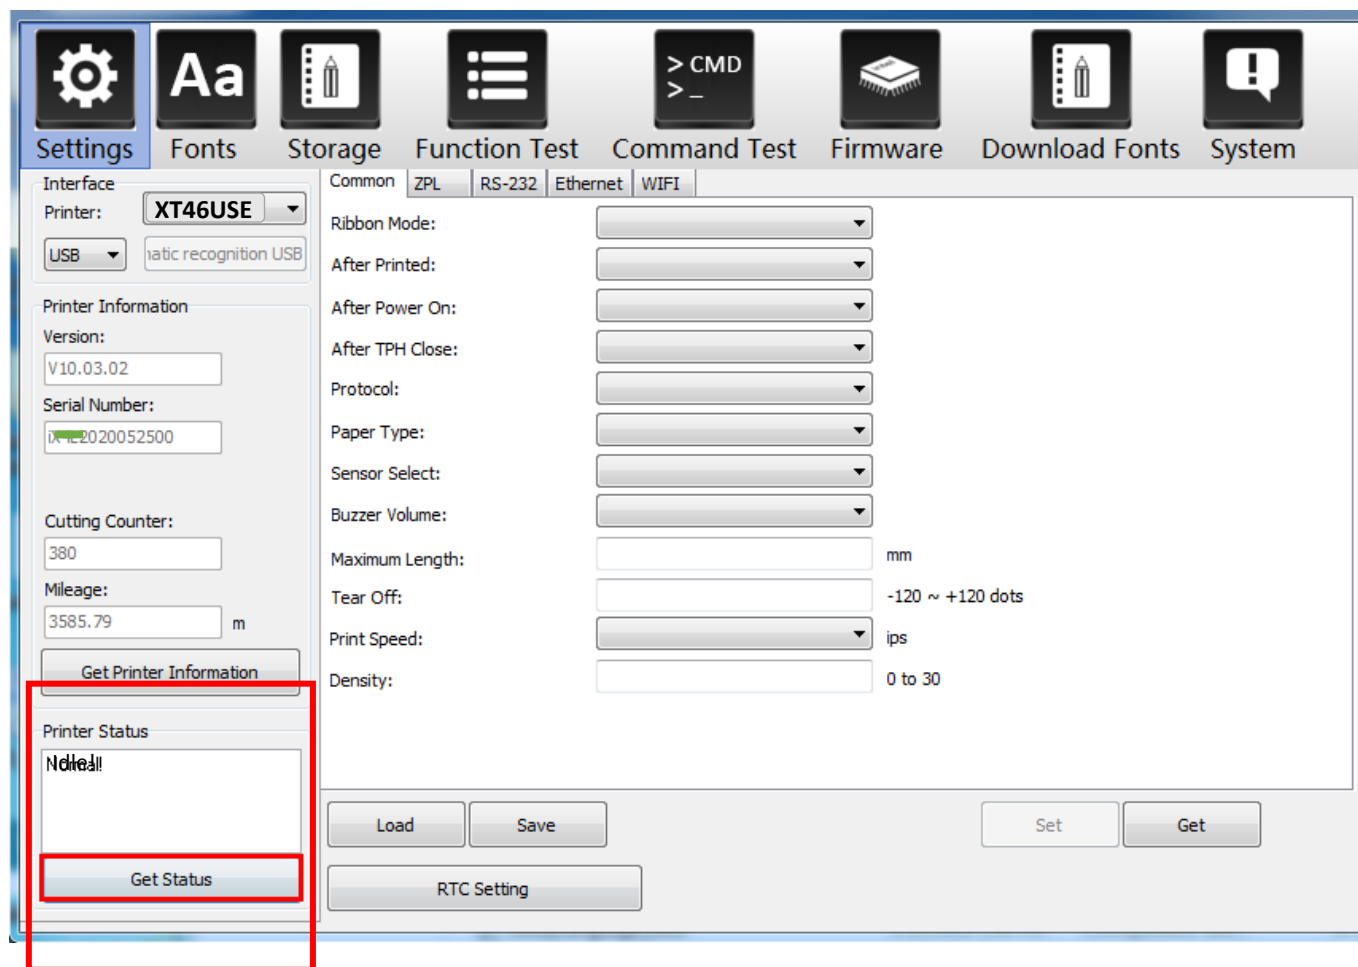 Aa
> CMD
> _
Settings Fonts Storage Function Test Command Test Firmware Download Fonts System
Interface
Printer: XT46USE
USB natic recognition USB
Printer Information
Version:
V10.03.02
Serial Number:
2020052500
Cutting Counter:
380
Mileage:
3585.79 m
Get Printer Information
Printer Status
Get Status
Common ZPL RS-232 Ethernet WIFI
Ribbon Mode:
After Printed:
After Power On:
After TPH Close:
Protocol:
Paper Type:
Sensor Select:
Buzzer Volume:
Maximum Length: mm
Tear Off: -120 ~ +120 dots
Print Speed: ips
Density: 0 to 30
Load Save Set Get
RTC Setting